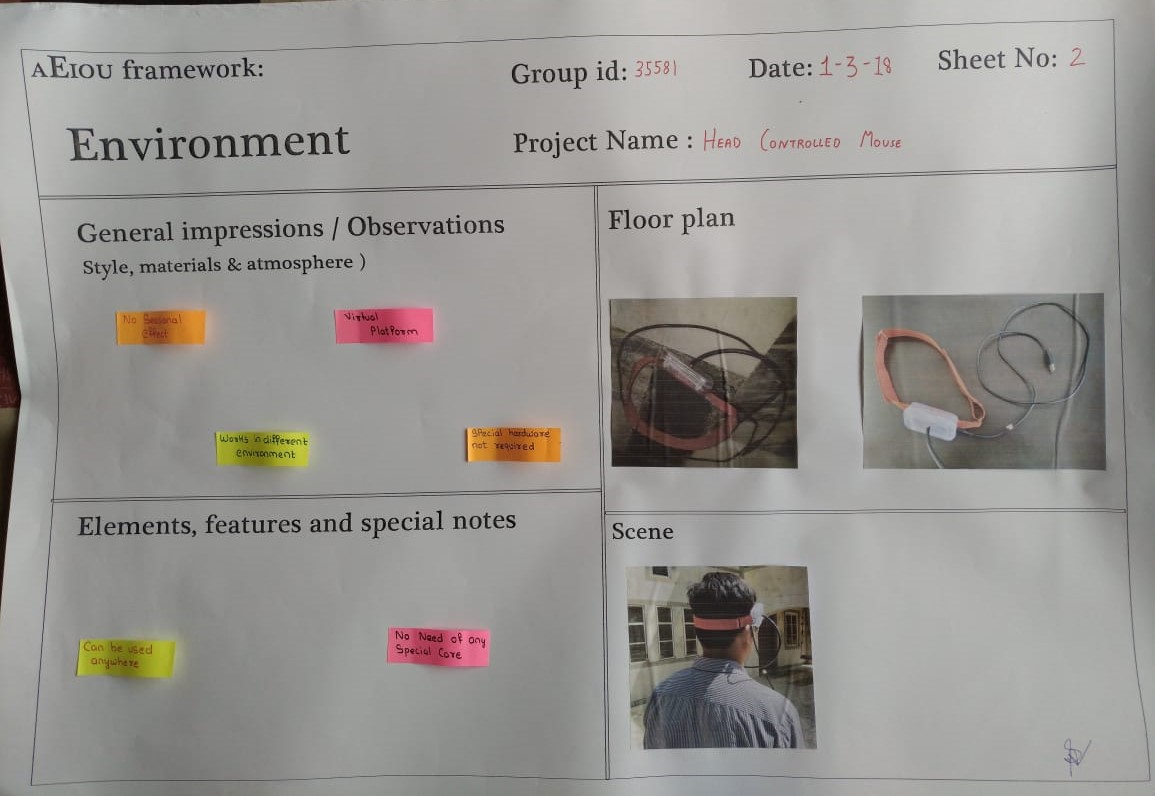 AEIOU framework:
Group id: 35581
Date: 1-3-18
Sheet No: 2
Environment
Project Name : HEAD CONTROLLED MOUSE
General impressions / Observations
Style, materials & atmosphere )
No Sesonal
effect
Virtual
Platform
Works in different
environment
Special hardware
not required
Floor plan
Elements, features and special notes
Can be used
anywhere
No Need of any
Special Care
Scene